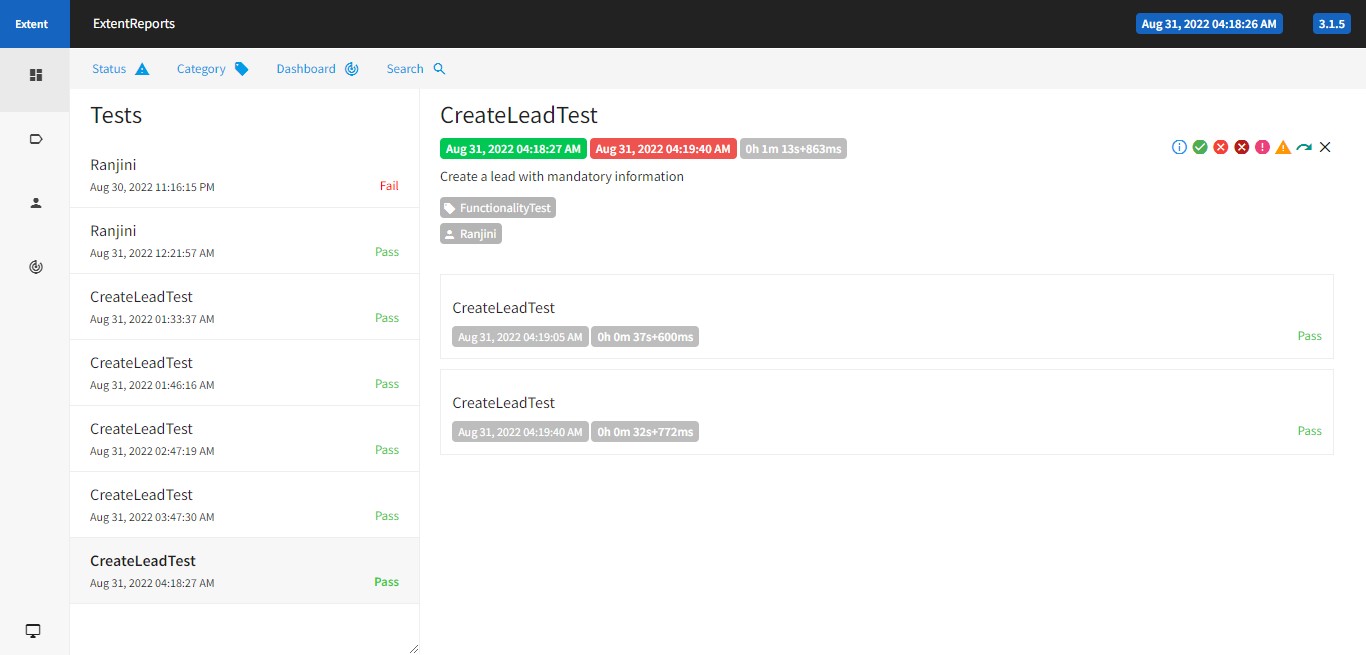 Extent
ExtentReports
Aug 31, 2022 04:18:26 AM
3.1.5
Status
Category
Dashboard
Search
Tests
Ranjini
Aug 30, 2022 11:16:15 PM
Fail
Ranjini
Aug 31, 2022 12:21:57 AM
Pass
CreateLeadTest
Aug 31, 2022 01:33:37 AM
Pass
CreateLeadTest
Aug 31, 2022 01:46:16 AM
Pass
CreateLeadTest
Aug 31, 2022 02:47:19 AM
Pass
CreateLeadTest
Aug 31, 2022 03:47:30 AM
Pass
CreateLeadTest
Aug 31, 2022 04:18:27 AM
Pass
CreateLeadTest
Aug 31, 2022 04:18:27 AM
Aug 31, 2022 04:19:40 AM
0h 1m 13s+863ms
Create a lead with mandatory information
FunctionalityTest
Ranjini
CreateLeadTest
Aug 31, 2022 04:19:05 AM
0h 0m 37s+600ms
Pass
CreateLeadTest
Aug 31, 2022 04:19:40 AM
0h 0m 32s+772ms
Pass